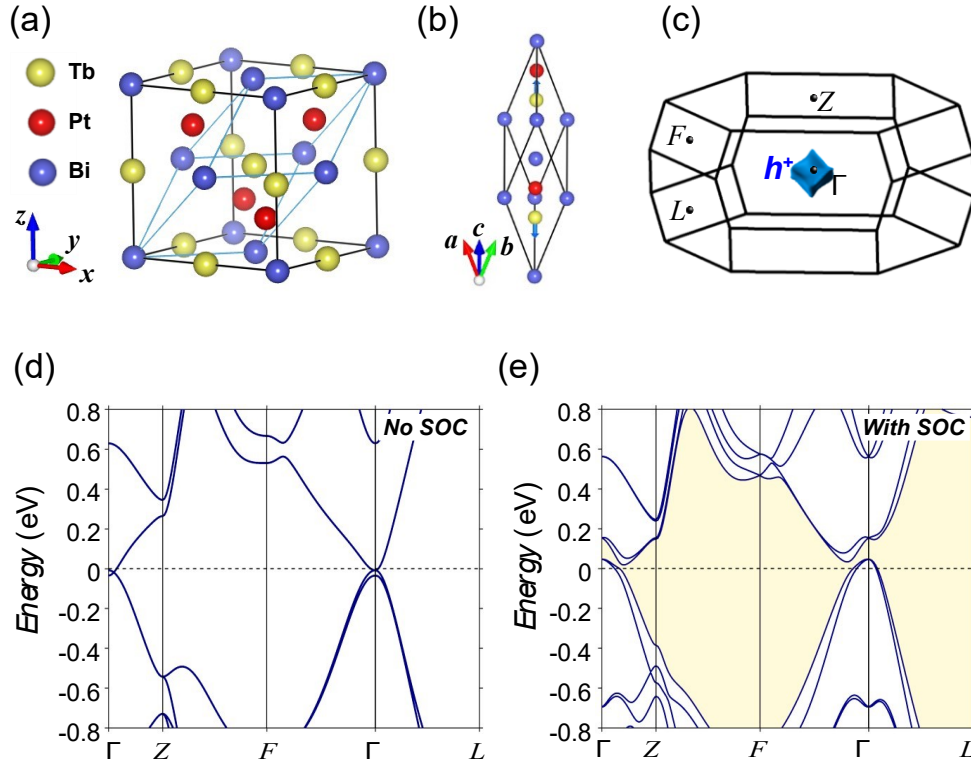 (a)
Tb
Pt
Bi
z
y
x
(b)
a
c
b
(c)
Z
F
h⁺
Γ
L
(d)
No SOC
Energy (eV)
0.8
0.6
0.4
0.2
0
-0.2
-0.4
-0.6
-0.8
Γ
Z
F
Γ
L
(e)
With SOC
Energy (eV)
0.8
0.6
0.4
0.2
0
-0.2
-0.4
-0.6
-0.8
Γ
Z
F
Γ
L